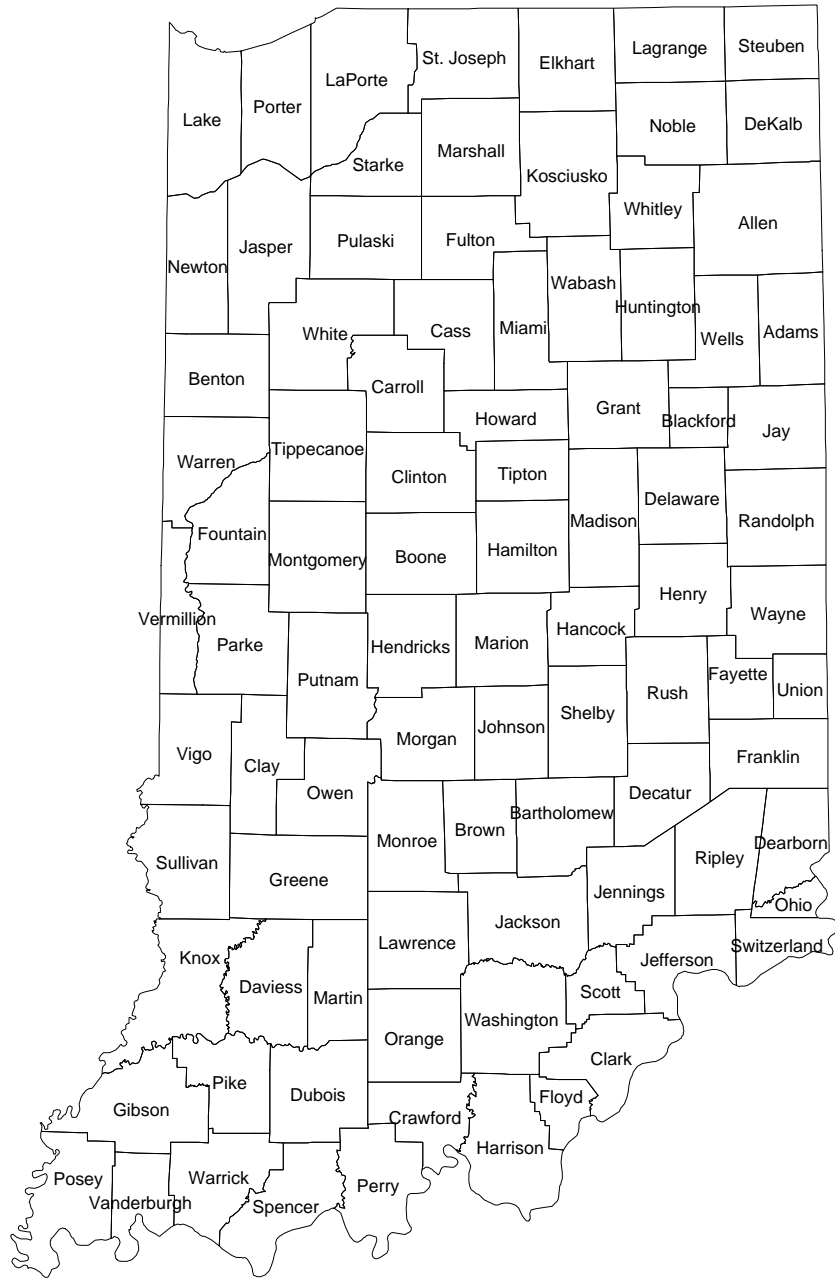 St. Joseph
Lagrange
Steuben
Elkhart
LaPorte
Porter
Lake
Noble
DeKalb
Marshall
Starke
Kosciusko
Whitley
Allen
Pulaski
Fulton
Jasper
Newton
Wabash
Huntington
White
Cass
Miami
Wells
Adams
Benton
Carroll
Grant
Howard
Blackford
Jay
Tippecanoe
Warren
Clinton
Tipton
Delaware
Madison
Randolph
Fountain
Montgomery
Boone
Hamilton
Henry
Wayne
Vermillion
Parke
Hendricks
Marion
Hancock
Putnam
Fayette
Union
Rush
Shelby
Johnson
Morgan
Vigo
Clay
Franklin
Owen
Decatur
Bartholomew
Brown
Monroe
Dearborn
Ripley
Sullivan
Greene
Jennings
Ohio
Jackson
Lawrence
Switzerland
Knox
Jefferson
Daviess
Martin
Scott
Washington
Orange
Clark
Pike
Dubois
Floyd
Gibson
Crawford
Harrison
Posey
Warrick
Perry
Vanderburgh
Spencer